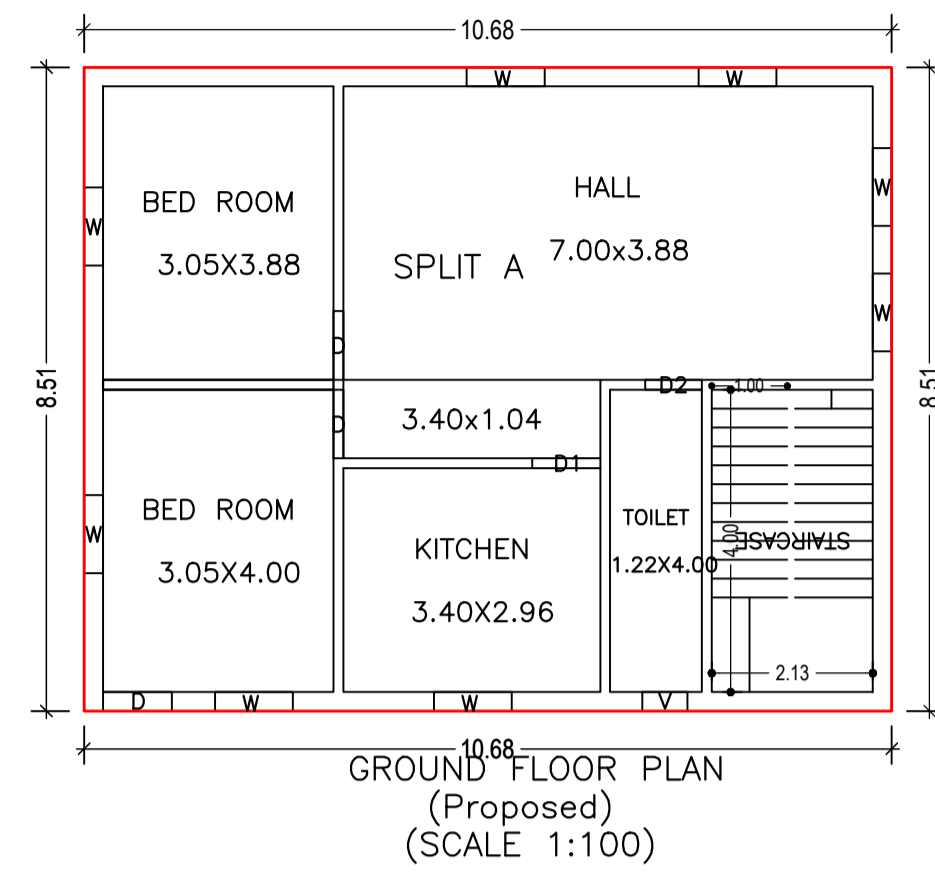 10.68
W
W
BED ROOM
3.05X3.88
HALL
7.00x3.88
SPLIT A
W
W
W
8.51
8.51
D
D
D2
1.00
3.40x1.04
D1
BED ROOM
3.05X4.00
W
KITCHEN
3.40X2.96
TOILET
1.22X4.00
4.00
STAIRCASE
2.13
D
W
W
V
10.68
GROUND FLOOR PLAN
(Proposed)
(SCALE 1:100)